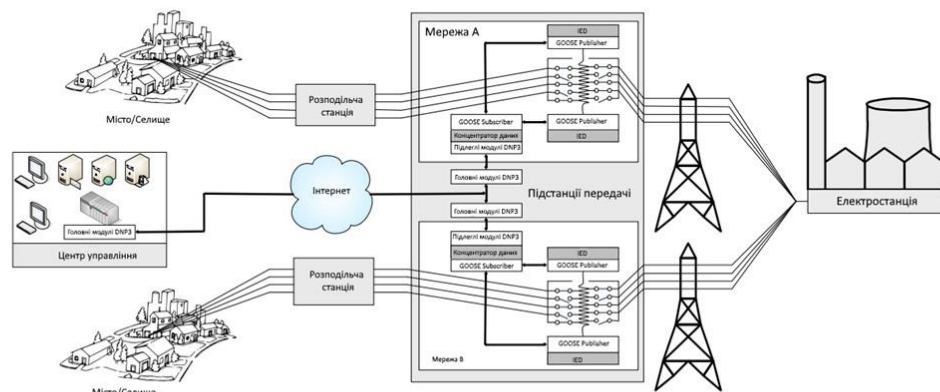 Мережа А
IED
GOOSE Publisher
Місто/Селище
Розподільча
станція
GOOSE Subscriber
Концентратор даних
Підлеглі модулі DNP3
GOOSE Publisher
IED
Інтернет
Головні модулі DNP3
Підстанції передачі
Головні модулі DNP3
Електростанція
Головні модулі DNP3
Центр управління
Підлеглі модулі DNP3
Концентратор даних
GOOSE Subscriber
IED
GOOSE Publisher
Розподільча
станція
GOOSE Publisher
IED
Мережа В
Місто/Селище